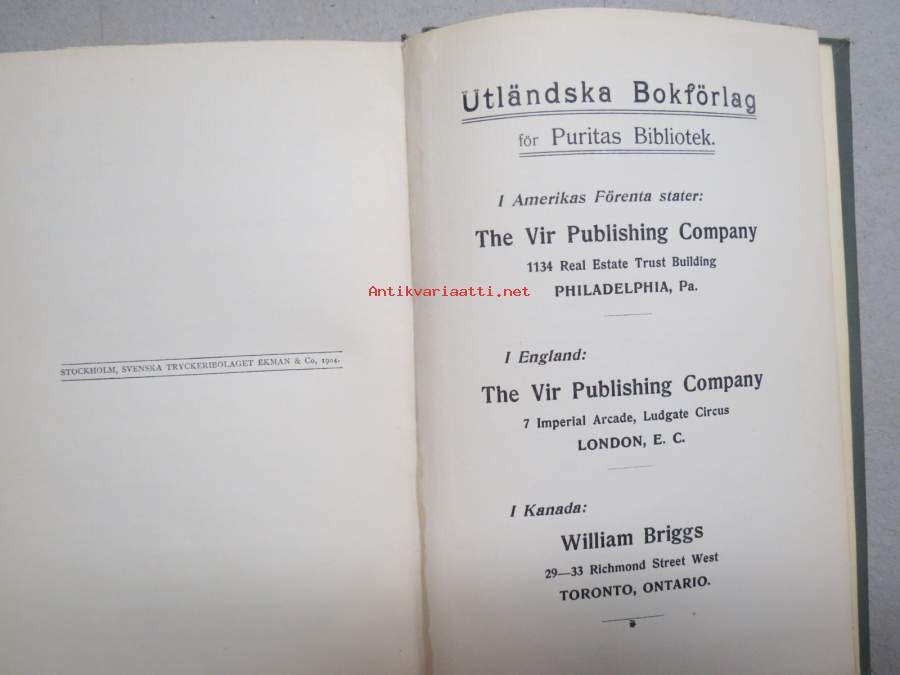 STOCKHOLM, SVENSKA TRYCKERIBOLAGET EKMAN & Co, 1904.
Utländska Bokförlag
för Puritas Bibliotek.
I Amerikas Förenta stater:
The Vir Publishing Company
1134 Real Estate Trust Building
PHILADELPHIA, Pa.
Antikvariaatti.net
I England:
The Vir Publishing Company
7 Imperial Arcade, Ludgate Circus
LONDON, E. C.
I Kanada:
William Briggs
29—33 Richmond Street West
TORONTO, ONTARIO.